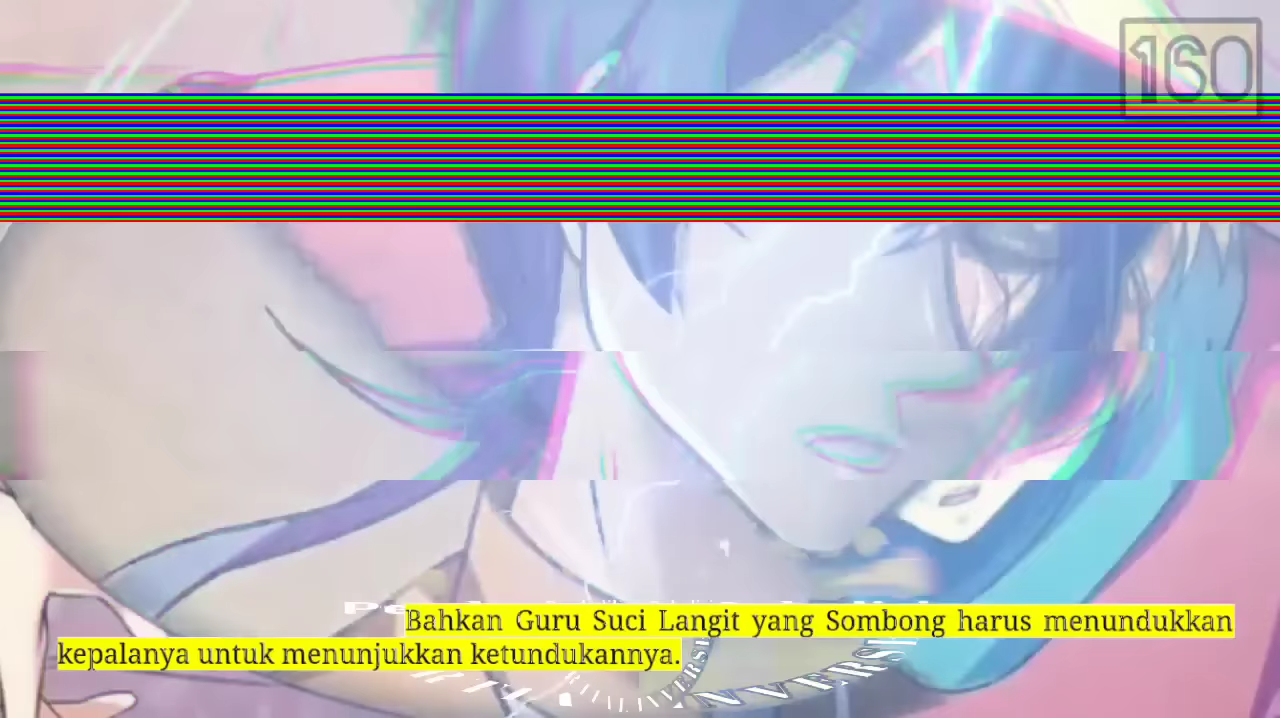 160
Bahkan Guru Suci Langit yang Sombong harus menundukkan
kepalanya untuk menunjukkan ketundukannya.